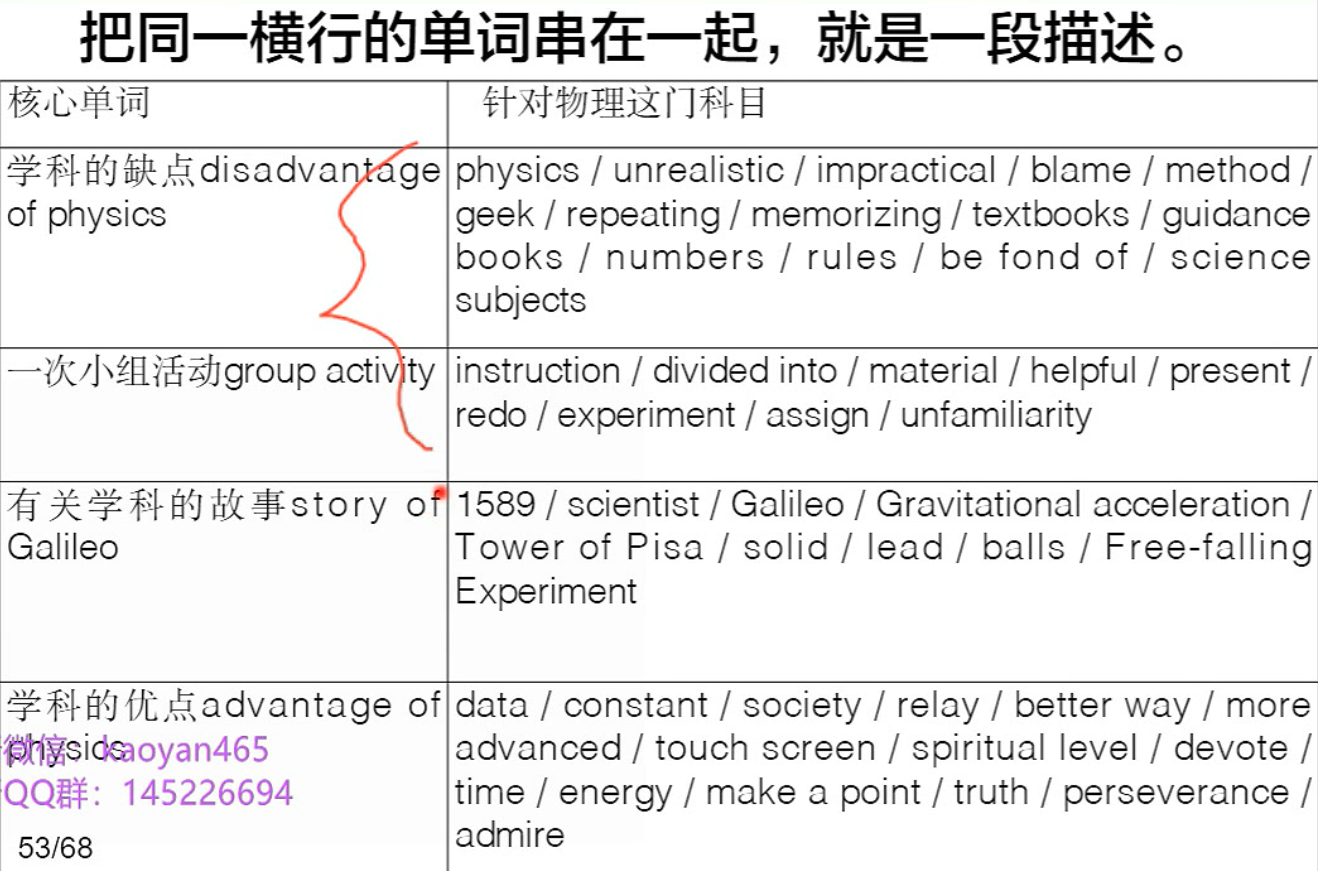 把同一横行的单词串在一起，就是一段描述。
核心单词
针对物理这门科目
学科的缺点disadvantage
of physics
physics / unrealistic / impractical / blame / method /
geek / repeating / memorizing / textbooks / guidance
books / numbers / rules / be fond of / science
subjects
一次小组活动group activity
instruction / divided into / material / helpful / present /
redo / experiment / assign / unfamiliarity
有关学科的故事story of
Galileo
1589 / scientist / Galileo / Gravitational acceleration /
Tower of Pisa / solid / lead / balls / Free-falling
Experiment
学科的优点advantage of
physics
data / constant / society / relay / better way / more
advanced / touch screen / spiritual level / devote /
time / energy / make a point / truth / perseverance /
admire
微信：kaoyan465
QQ群：145226694
53/68